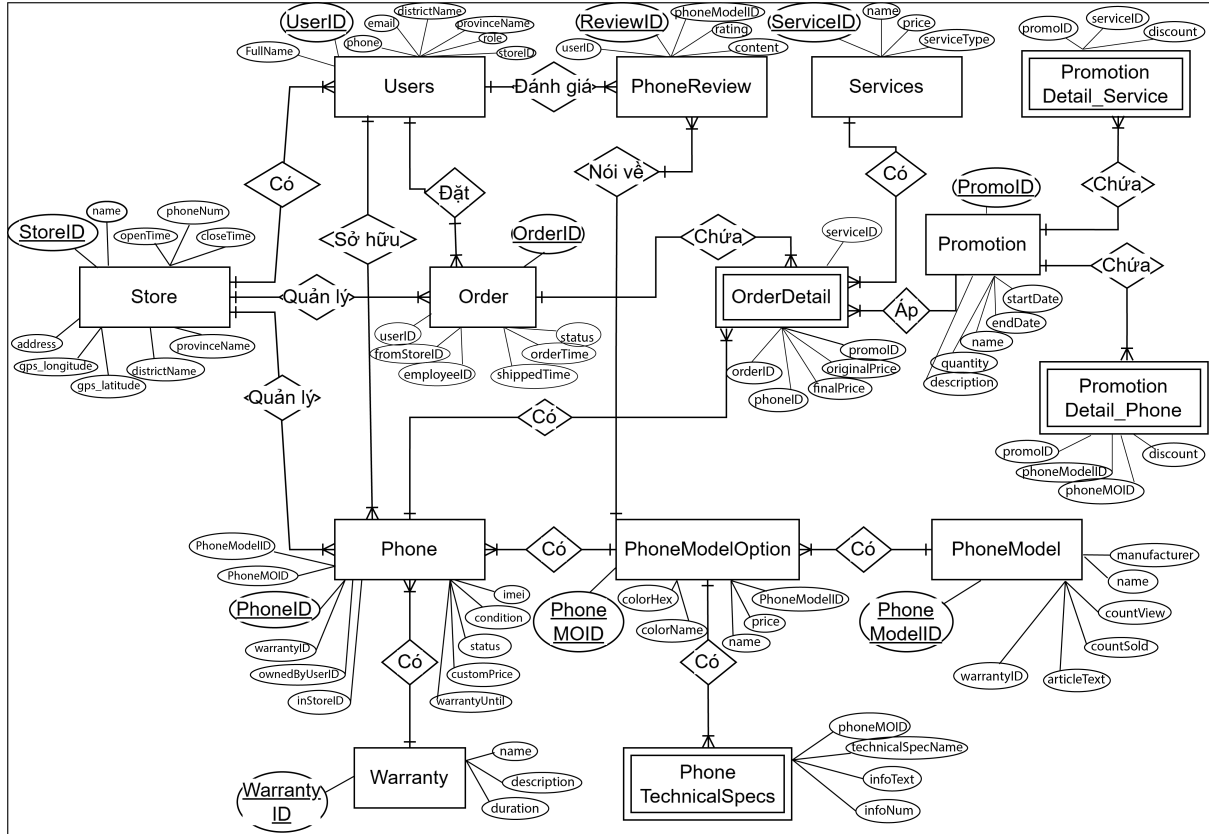 UserID
FullName
phone
email
districtName
provinceName
role
storeID
Users
Đánh giá
ReviewID
userID
phoneModelID
rating
content
PhoneReview
ServiceID
name
price
serviceType
Services
promoID
serviceID
discount
Promotion
Detail_Service
Có
Đặt
Sở hữu
Nói về
Có
Chứa
StoreID
name
openTime
phoneNum
closeTime
Store
address
gps_longitude
gps_latitude
districtName
provinceName
Quản lý
Quản lý
OrderID
Order
userID
fromStoreID
employeeID
status
orderTime
shippedTime
Chứa
serviceID
OrderDetail
orderID
phoneID
promoID
originalPrice
finalPrice
Áp
PromoID
Promotion
startDate
endDate
name
quantity
description
Chứa
Promotion
Detail_Phone
promoID
phoneModelID
phoneMOID
discount
Có
PhoneModelID
PhoneMOID
PhoneID
warrantyID
ownedByUserID
inStoreID
Phone
imei
condition
status
customPrice
warrantyUntil
Có
PhoneModelOption
Phone
MOID
colorHex
colorName
PhoneModelID
price
name
Có
PhoneModel
Phone
ModelID
manufacturer
name
countView
countSold
articleText
warrantyID
Có
Có
Warranty
Warranty
ID
name
description
duration
Phone
TechnicalSpecs
phoneMOID
technicalSpecName
infoText
infoNum